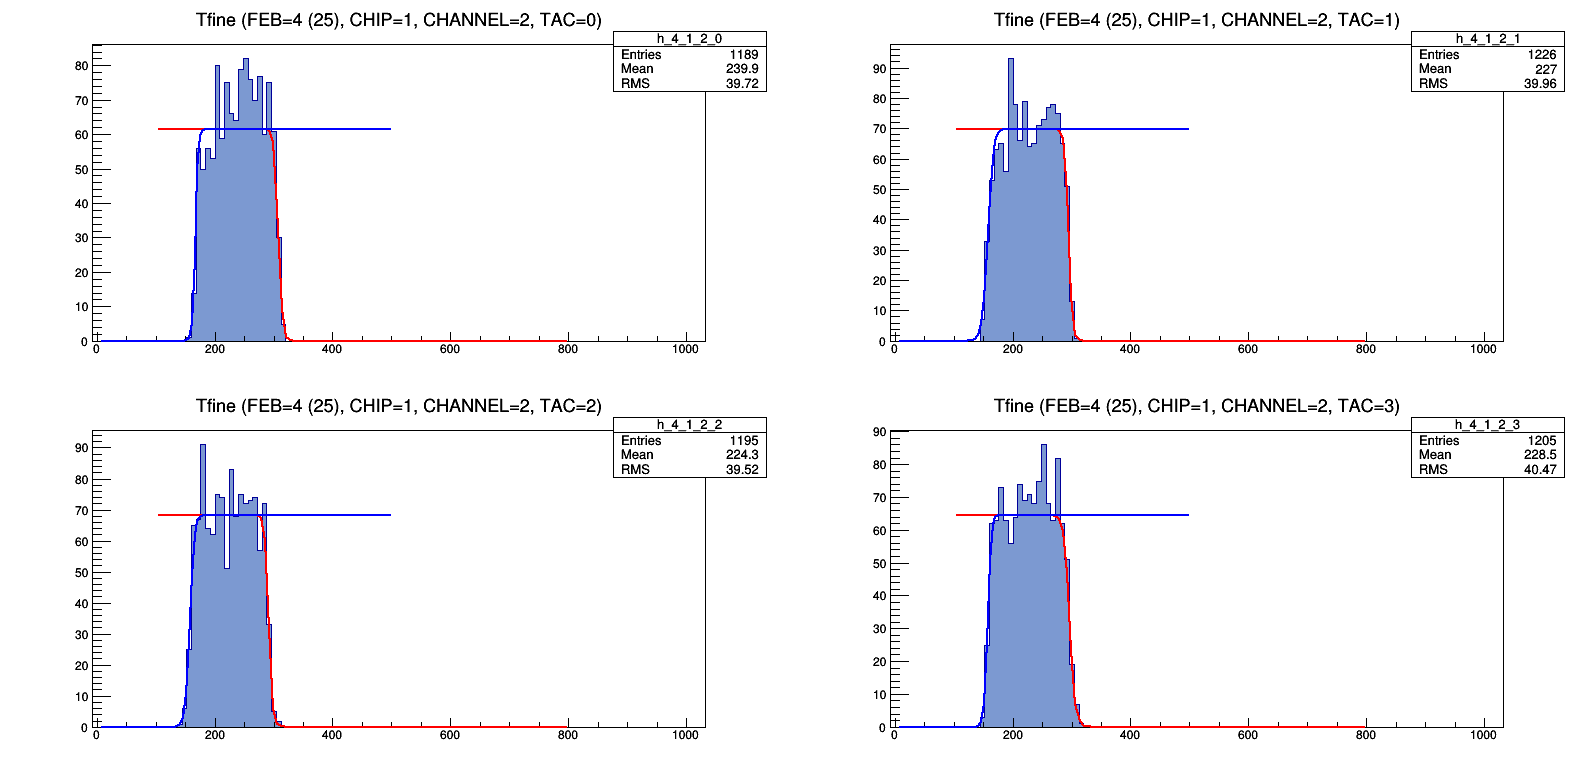 Tfine (FEB=4 (25), CHIP=1, CHANNEL=2, TAC=0)
h_4_1_2_0
Entries 1189
Mean 239.9
RMS 39.72
80
70
60
50
40
30
20
10
0
0 200 400 600 800 1000
Tfine (FEB=4 (25), CHIP=1, CHANNEL=2, TAC=1)
h_4_1_2_1
Entries 1226
Mean 227
RMS 39.96
90
80
70
60
50
40
30
20
10
0
0 200 400 600 800 1000
Tfine (FEB=4 (25), CHIP=1, CHANNEL=2, TAC=2)
h_4_1_2_2
Entries 1195
Mean 224.3
RMS 39.52
90
80
70
60
50
40
30
20
10
0
0 200 400 600 800 1000
Tfine (FEB=4 (25), CHIP=1, CHANNEL=2, TAC=3)
h_4_1_2_3
Entries 1205
Mean 228.5
RMS 40.47
90
80
70
60
50
40
30
20
10
0
0 200 400 600 800 1000